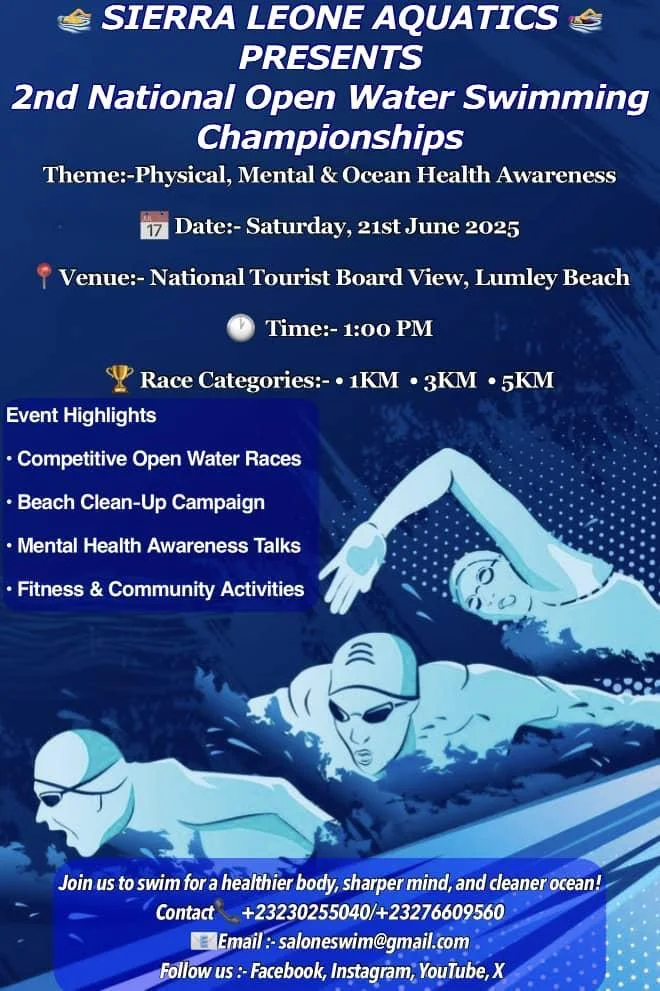 SIERRA LEONE AQUATICS
PRESENTS
2nd National Open Water Swimming
Championships
Theme:-Physical, Mental & Ocean Health Awareness
JUL
17
Date:- Saturday, 21st June 2025
Venue:- National Tourist Board View, Lumley Beach
Time:- 1:00 PM
Race Categories:- • 1KM • 3KM • 5KM
Event Highlights
• Competitive Open Water Races
• Beach Clean-Up Campaign
• Mental Health Awareness Talks
• Fitness & Community Activities
Join us to swim for a healthier body, sharper mind, and cleaner ocean!
Contact📞+23230255040/+23276609560
📧Email :- saloneswim@gmail.com
Follow us :- Facebook, Instagram, YouTube, X